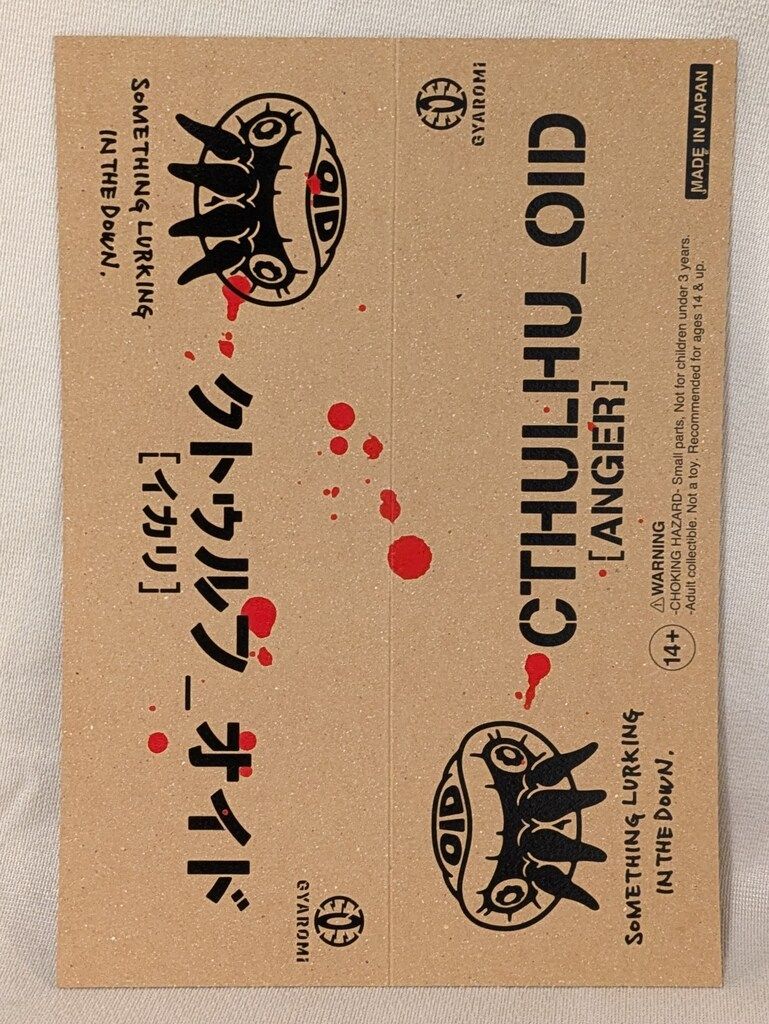 OID
SOMETHING LURKING
IN THE DOWN.
クトゥルフ_オイド
[イカリ]
GYAROMI
GYAROMI
MADE IN JAPAN
CTHULHU_OID
[ANGER]
⚠WARNING
-CHOKING HAZARD- Small parts, Not for children under 3 years.
-Adult collectible. Not a toy. Recommended for ages 14 & up.
14+
OID
SOMETHING LURKING
IN THE DOWN.